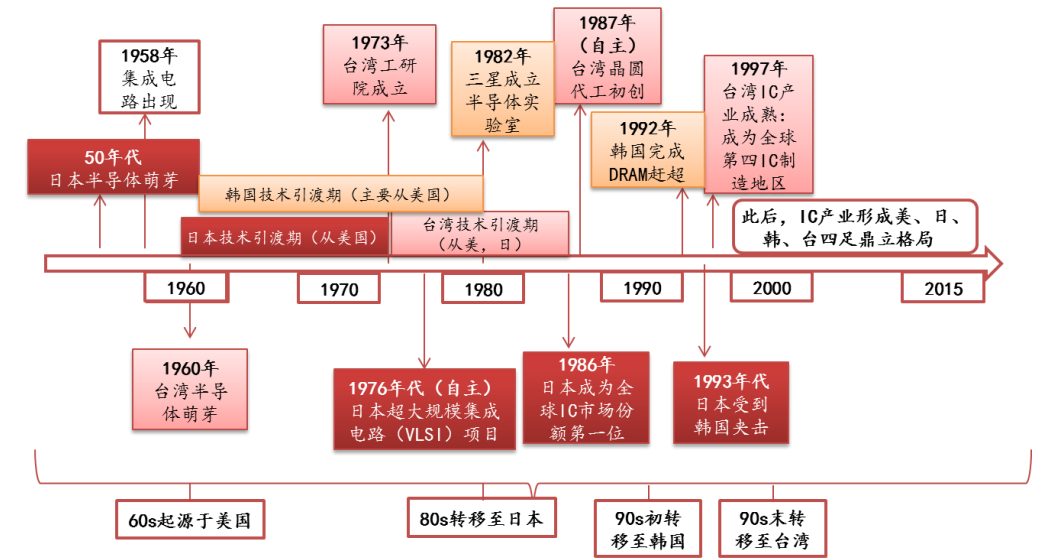 1958年
集成电
路出现
50年代
日本半导体萌芽
1973年
台湾工研
院成立
1982年
三星成立
半导体实
验室
1987年
(自主)
台湾晶圆
代工初创
1992年
韩国完成
DRAM赶超
1997年
台湾IC产
业成熟：
成为全球
第四IC制
造地区
韩国技术引渡期（主要从美国）
日本技术引渡期（从美国）
台湾技术引渡期
（从美，日）
此后，IC产业形成美、日、
韩、台四足鼎立格局
1960
1970
1980
1990
2000
2015
1960年
台湾半导
体萌芽
1976年代（自主）
日本超大规模集成
电路（VLSI）项目
1986年
日本成为全
球IC市场份
额第一位
1993年代
日本受到
韩国夹击
60s起源于美国
80s转移至日本
90s初转
移至韩国
90s末转
移至台湾